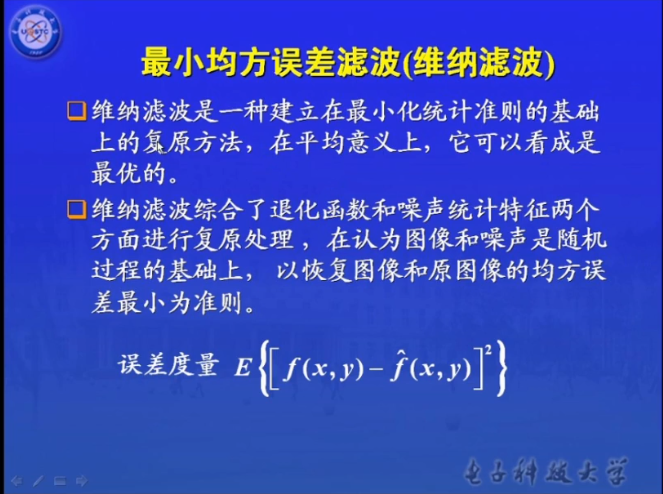 最小均方误差滤波(维纳滤波)
❑维纳滤波是一种建立在最小化统计准则的基础
上的复原方法，在平均意义上，它可以看成是
最优的。
❑维纳滤波综合了退化函数和噪声统计特征两个
方面进行复原处理，在认为图像和噪声是随机
过程的基础上，以恢复图像和原图像的均方误
差最小为准则。
误差度量 E{[f(x,y)−f̂(x,y)]²}
电子科技大学